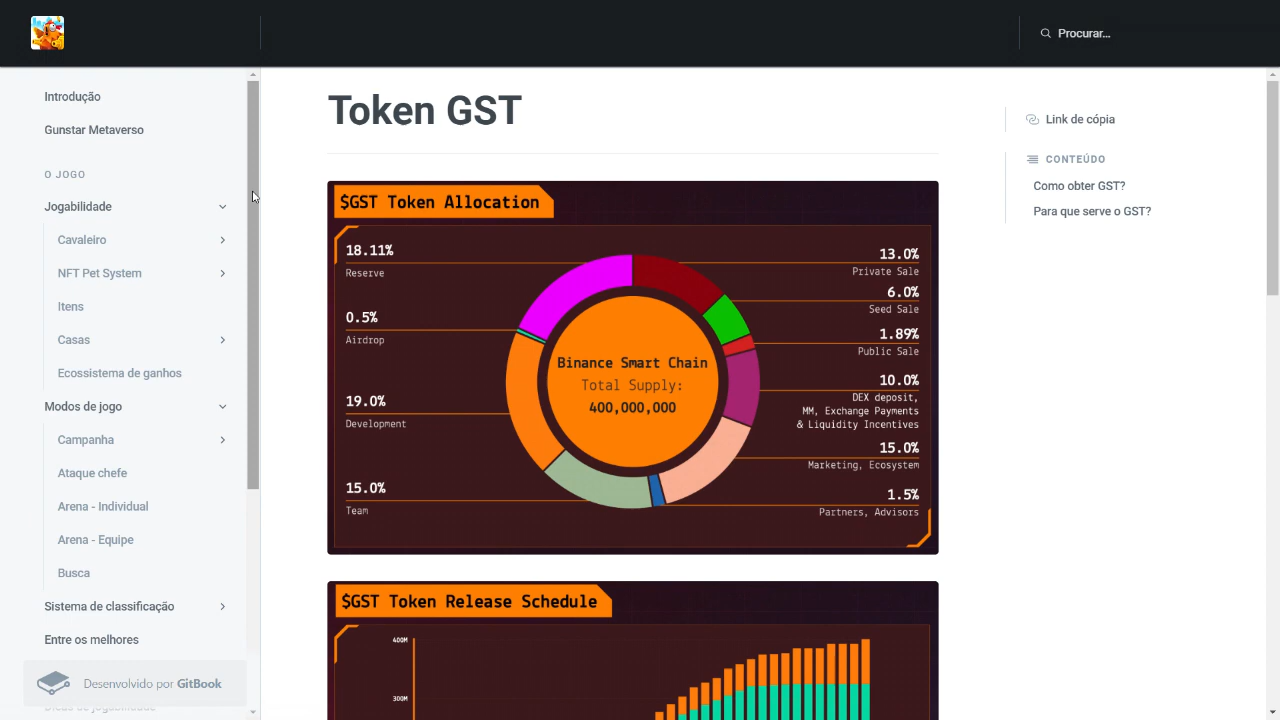 Procurar...
Introdução
Gunstar Metaverso
O JOGO
Jogabilidade
Cavaleiro
NFT Pet System
Itens
Casas
Ecossistema de ganhos
Modos de jogo
Campanha
Ataque chefe
Arena - Individual
Arena - Equipe
Busca
Sistema de classificação
Entre os melhores
Desenvolvido por GitBook
Dicas de jogabilidade
Token GST
$GST Token Allocation
18.11%
Reserve
0.5%
Airdrop
19.0%
Development
15.0%
Team
Binance Smart Chain
Total Supply:
400,000,000
13.0%
Private Sale
6.0%
Seed Sale
1.89%
Public Sale
10.0%
DEX deposit,
MM, Exchange Payments
& Liquidity Incentives
15.0%
Marketing, Ecosystem
1.5%
Partners, Advisors
$GST Token Release Schedule
400M
300M
Link de cópia
CONTEÚDO
Como obter GST?
Para que serve o GST?